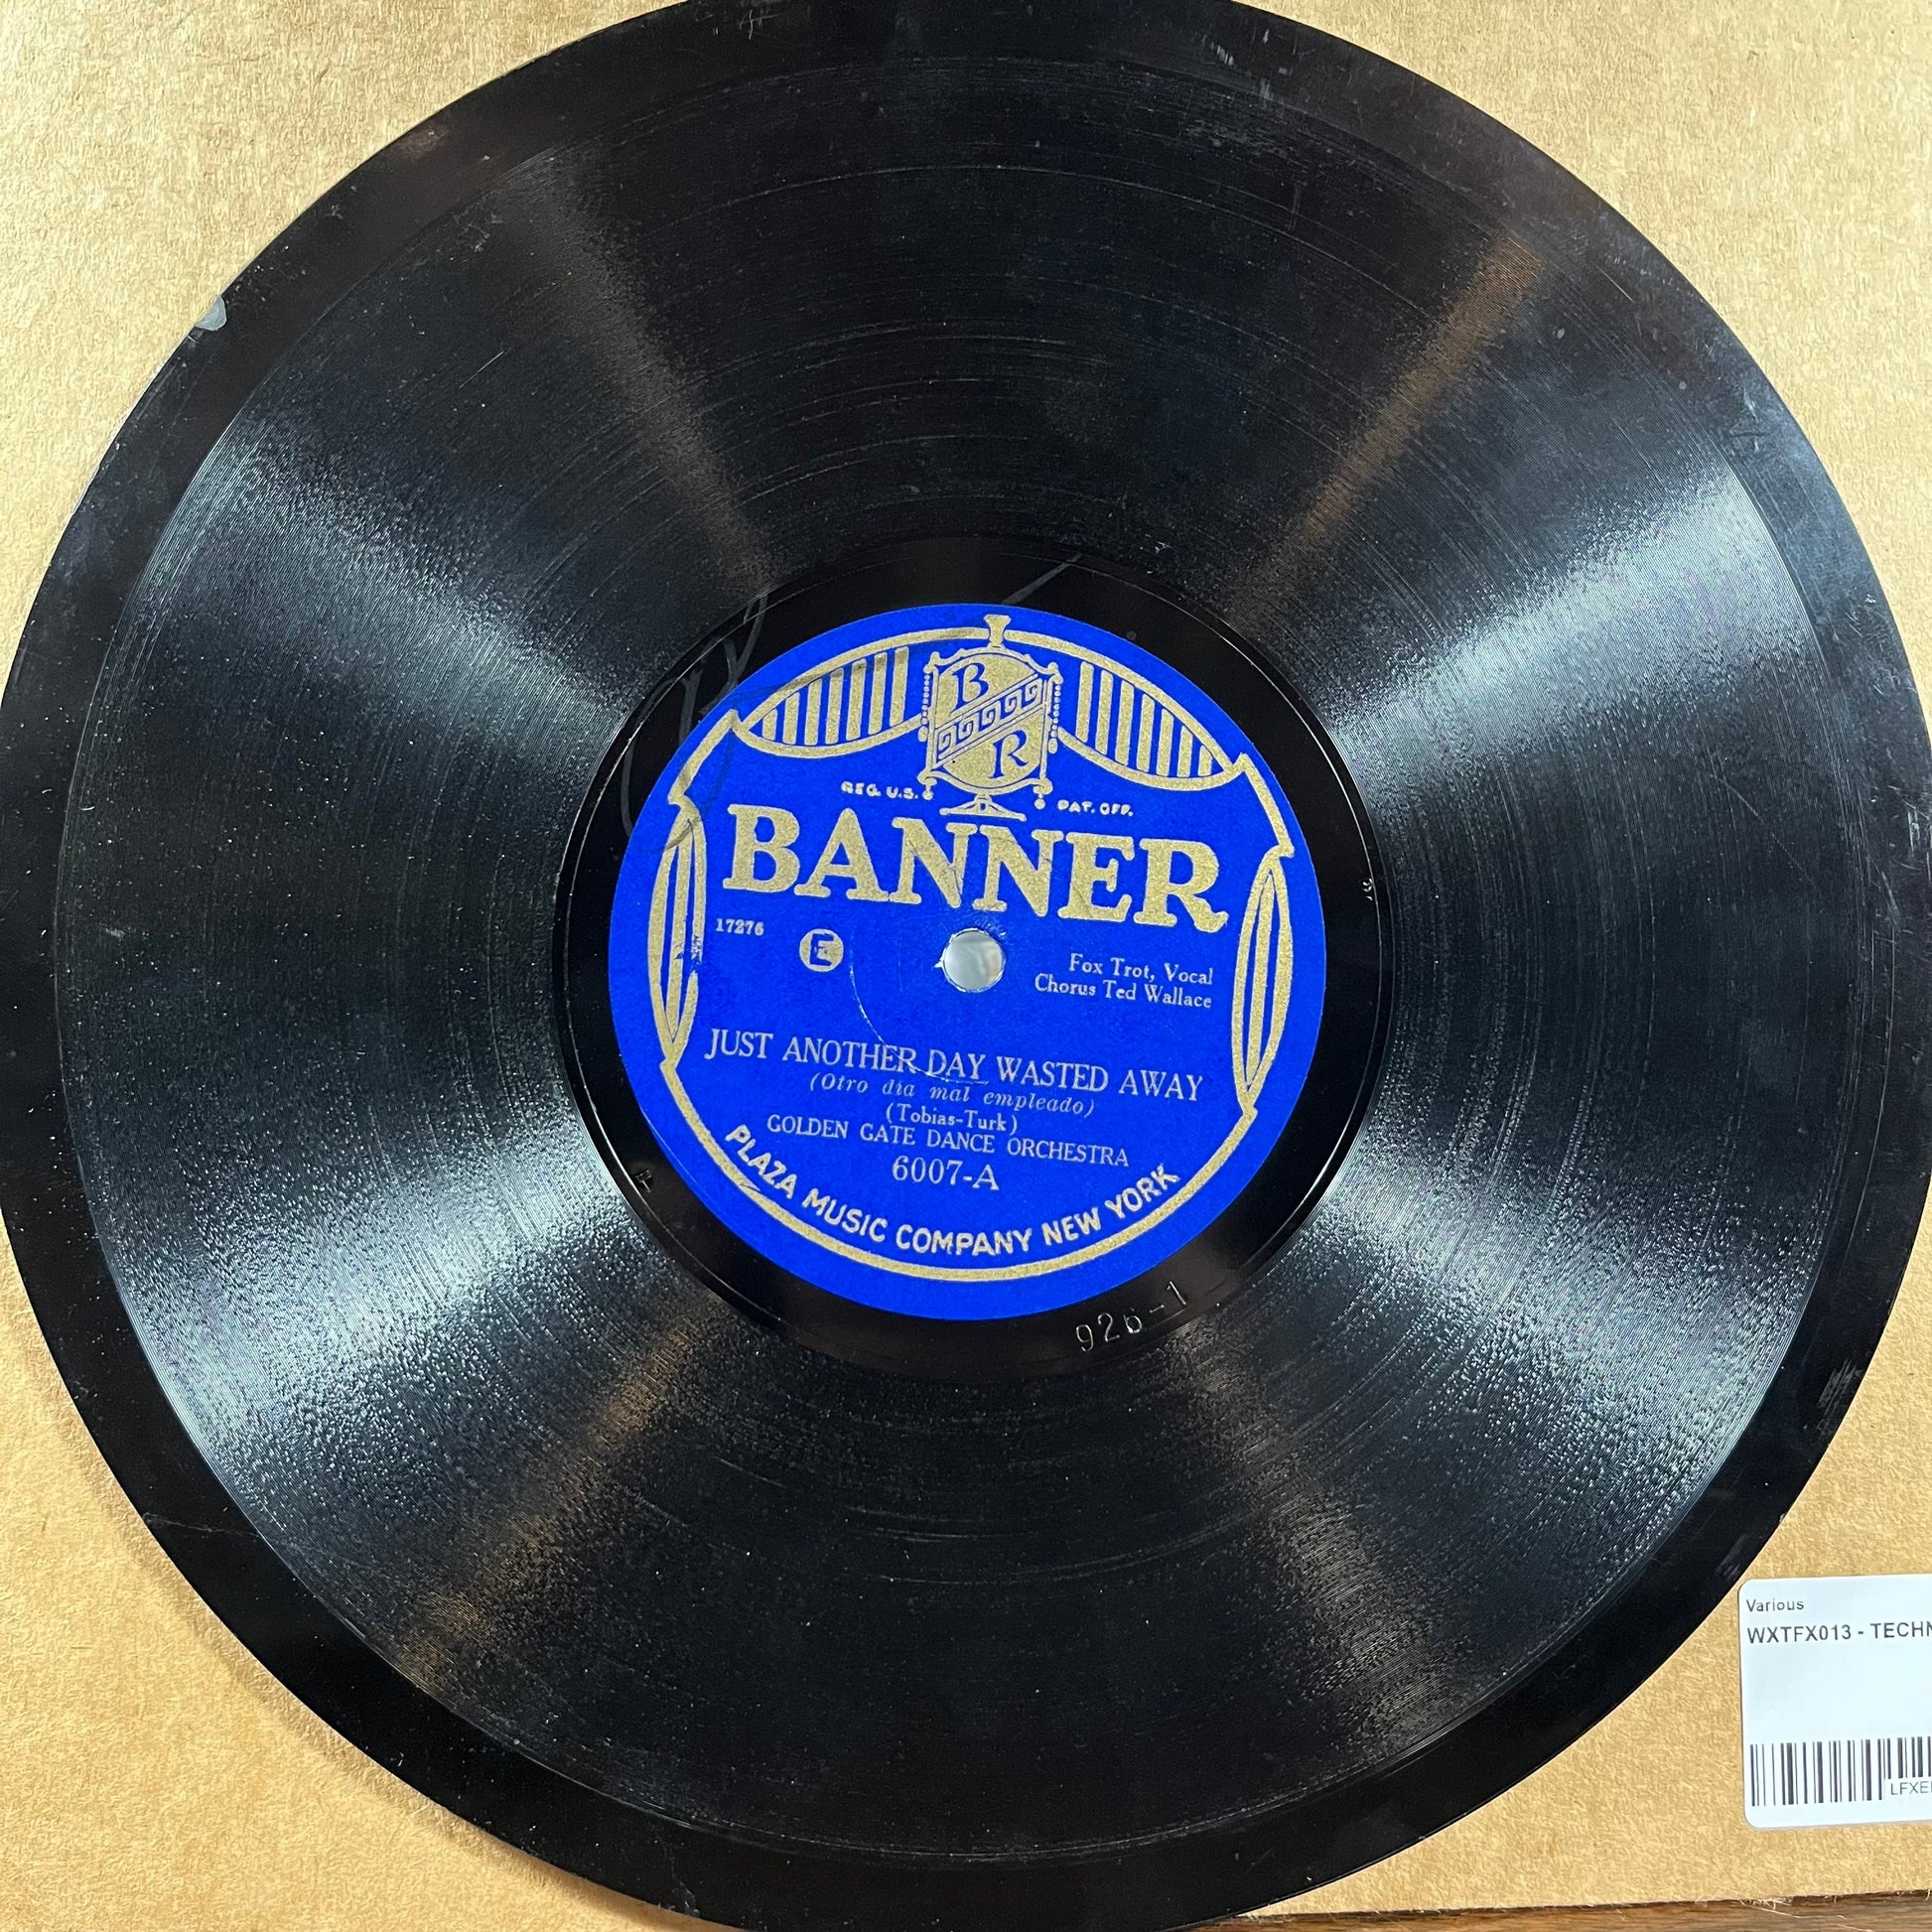 B
R
REG. U.S. PAT. OFF.
BANNER
17276
E
Fox Trot, Vocal
Chorus Ted Wallace
JUST ANOTHER DAY WASTED AWAY
(Otro dia mal empleado)
(Tobias-Turk)
GOLDEN GATE DANCE ORCHESTRA
6007-A
PLAZA MUSIC COMPANY NEW YORK
926-1
Various
WXTFX013 - TECHN